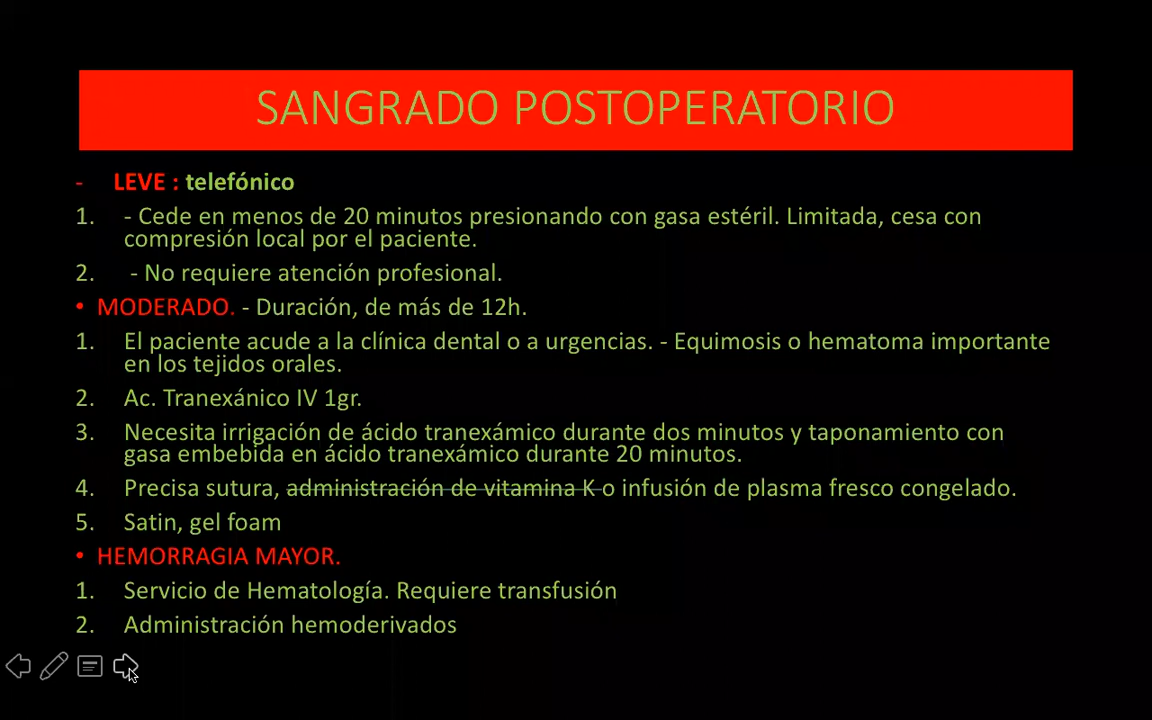 SANGRADO POSTOPERATORIO
- LEVE : telefónico
1. - Cede en menos de 20 minutos presionando con gasa estéril. Limitada, cesa con
compresión local por el paciente.
2. - No requiere atención profesional.
• MODERADO. - Duración, de más de 12h.
1. El paciente acude a la clínica dental o a urgencias. - Equimosis o hematoma importante
en los tejidos orales.
2. Ac. Tranexánico IV 1gr.
3. Necesita irrigación de ácido tranexámico durante dos minutos y taponamiento con
gasa embebida en ácido tranexámico durante 20 minutos.
4. Precisa sutura, administración de vitamina K o infusión de plasma fresco congelado.
5. Satin, gel foam
• HEMORRAGIA MAYOR.
1. Servicio de Hematología. Requiere transfusión
2. Administración hemoderivados